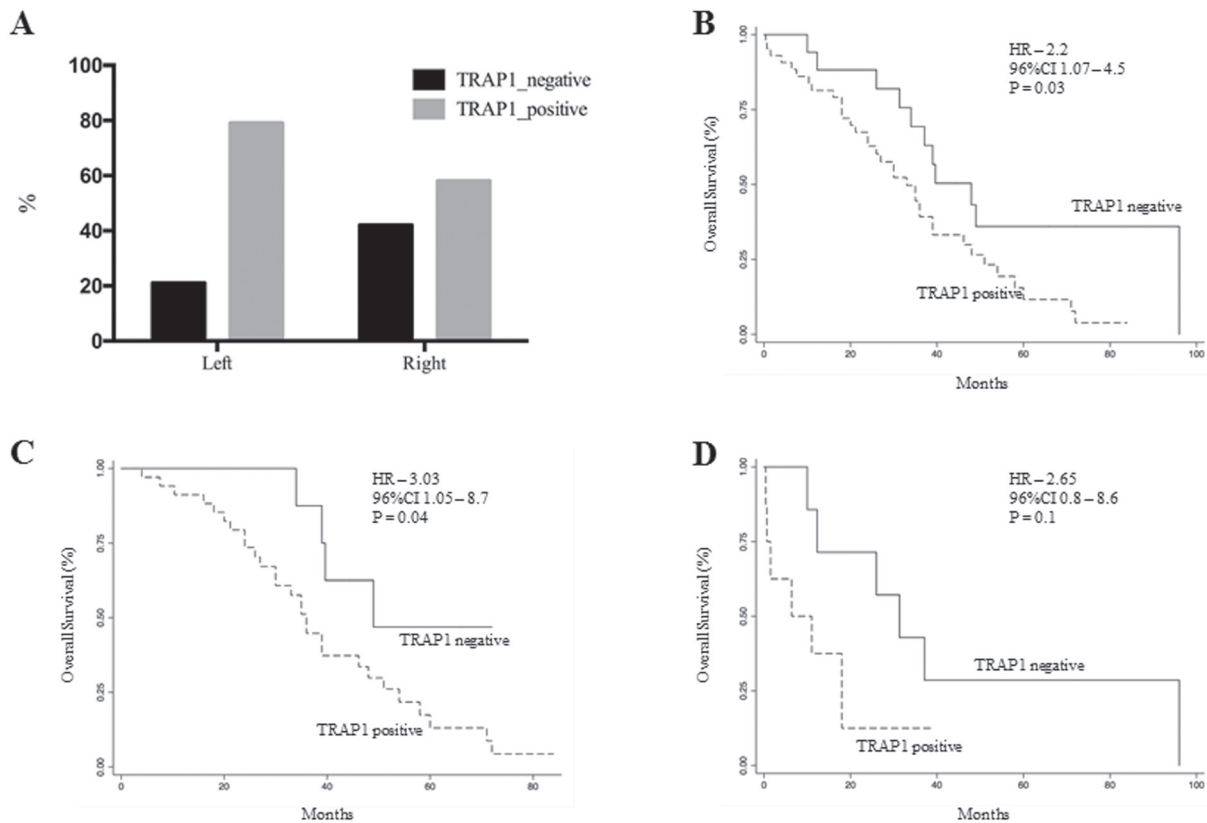 A
100
80
60
40
20
0
%
Left
Right
TRAP1_negative
TRAP1_positive
B
HR – 2.2
96%CI 1.07 – 4.5
P = 0.03
1.00
0.75
0.50
0.25
0.00
Overall Survival (%)
TRAP1 negative
TRAP1 positive
0 20 40 60 80 100
Months
C
HR – 3.03
96%CI 1.05 – 8.7
P = 0.04
1.00
0.75
0.50
0.25
0.00
Overall Survival (%)
TRAP1 negative
TRAP1 positive
0 20 40 60 80
Months
D
HR – 2.65
96%CI 0.8 – 8.6
P = 0.1
1.00
0.75
0.50
0.25
0.00
Overall Survival (%)
TRAP1 negative
TRAP1 positive
0 20 40 60 80 100
Months